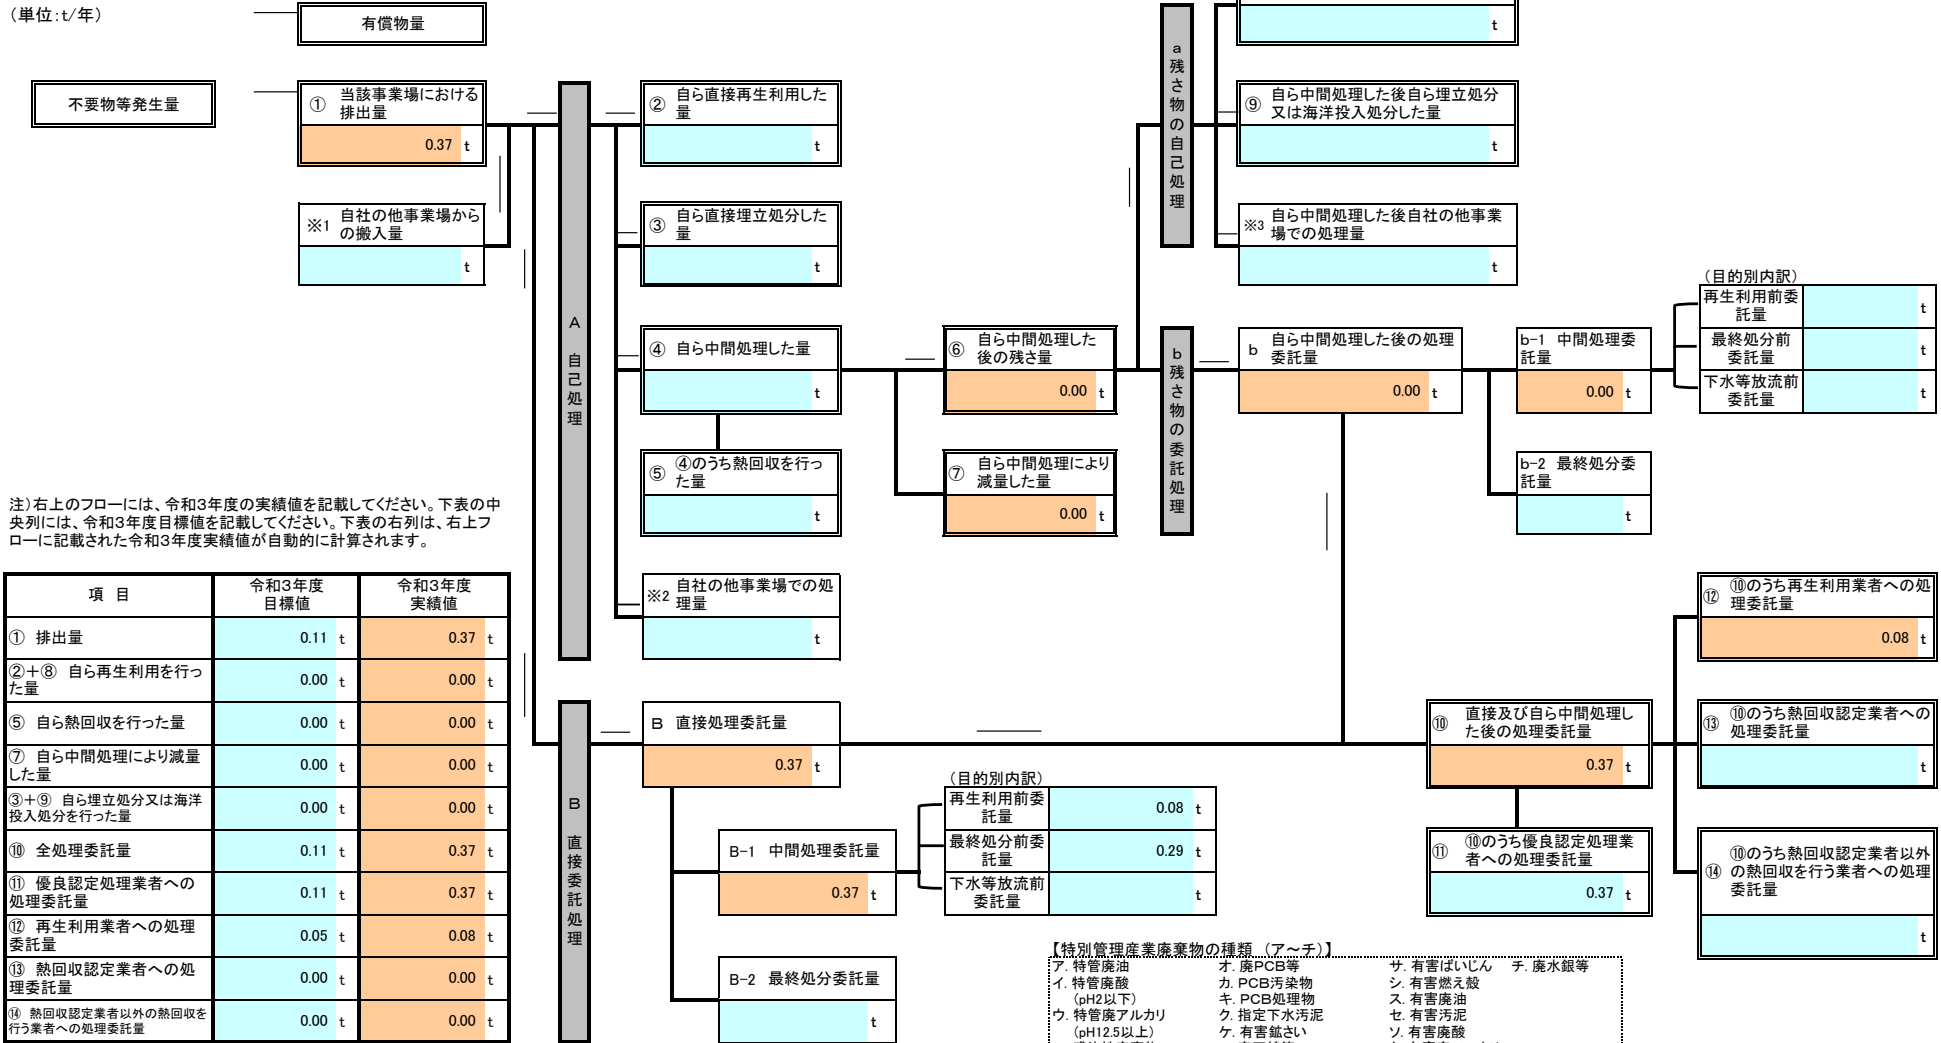 (単位:t/年)
有償物量
t
不要物等発生量
① 当該事業場における
排出量
0.37 t
※1 自社の他事業場から
の搬入量
t
A 自己処理
② 自ら直接再生利用した
量
t
③ 自ら直接埋立処分した
量
t
④ 自ら中間処理した量
t
⑤ ④のうち熱回収を行っ
た量
t
※2 自社の他事業場での処
理量
t
⑥ 自ら中間処理した
後の残さ量
0.00 t
⑦ 自ら中間処理により
減量した量
0.00 t
a 残さ物の自己処理
⑨ 自ら中間処理した後自ら埋立処分
又は海洋投入処分した量
t
※3 自ら中間処理した後自社の他事業
場での処理量
t
b 残さ物の委託処理
b 自ら中間処理した後の処理
委託量
0.00 t
b-1 中間処理委
託量
0.00 t
b-2 最終処分委
託量
t
(目的別内訳)
再生利用前委
託量
t
最終処分前
委託量
t
下水等放流前
委託量
t
注)右上のフローには、令和3年度の実績値を記載してください。下表の中
央列には、令和3年度目標値を記載してください。下表の右列は、右上フ
ローに記載された令和3年度実績値が自動的に計算されます。
項 目 令和3年度
目標値 令和3年度
実績値
① 排出量 0.11 t 0.37 t
②+⑧ 自ら再生利用を行っ
た量 0.00 t 0.00 t
⑤ 自ら熱回収を行った量 0.00 t 0.00 t
⑦ 自ら中間処理により減量
した量 0.00 t 0.00 t
③+⑨ 自ら埋立処分又は海洋
投入処分を行った量 0.00 t 0.00 t
⑩ 全処理委託量 0.11 t 0.37 t
⑪ 優良認定処理業者への
処理委託量 0.11 t 0.37 t
⑫ 再生利用業者への処理
委託量 0.05 t 0.08 t
⑬ 熱回収認定業者への処
理委託量 0.00 t 0.00 t
⑭ 熱回収認定業者以外の熱回収を
行う業者への処理委託量 0.00 t 0.00 t
B 直接委託処理
B 直接処理委託量
0.37 t
B-1 中間処理委託量
0.37 t
B-2 最終処分委託量
t
(目的別内訳)
再生利用前委
託量
0.08 t
最終処分前委
託量
0.29 t
下水等放流前
委託量
t
⑩ 直接及び自ら中間処理し
た後の処理委託量
0.37 t
⑪ ⑩のうち優良認定処理業
者への処理委託量
0.37 t
⑫ ⑩のうち再生利用業者への処
理委託量
0.08 t
⑬ ⑩のうち熱回収認定業者への
処理委託量
t
⑭ ⑩のうち熱回収認定業者以外
の熱回収を行う業者への処理
委託量
t
【特別管理産業廃棄物の種類 (ア~チ)】
ア. 特管廃油 オ. 廃PCB等 サ. 有害ばいじん チ. 廃水銀等
イ. 特管廃酸 カ. PCB汚染物 シ. 有害燃え殻
(pH2以下) キ. PCB処理物 ス. 有害廃油
ウ. 特管廃アルカリ ク. 指定下水汚泥 セ. 有害汚泥
(pH12.5以上) ケ. 有害鉱さい ソ. 有害廃酸